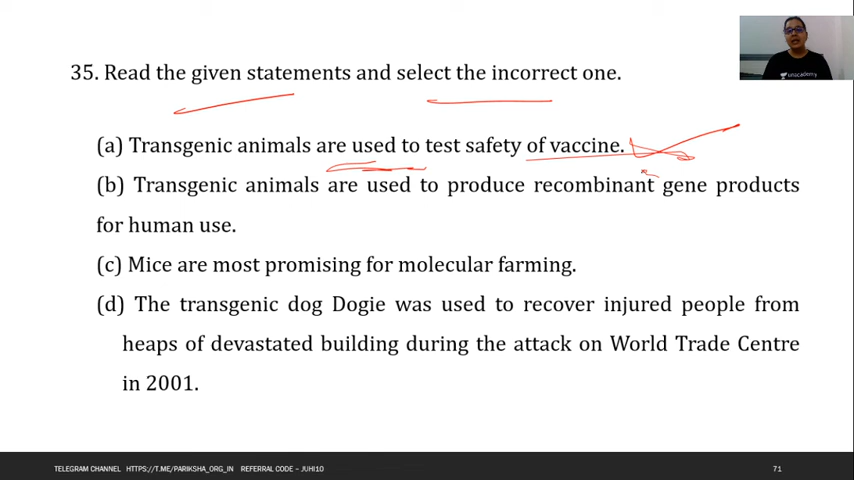 35. Read the given statements and select the incorrect one.
(a) Transgenic animals are used to test safety of vaccine.
(b) Transgenic animals are used to produce recombinant gene products
for human use.
(c) Mice are most promising for molecular farming.
(d) The transgenic dog Dogie was used to recover injured people from
heaps of devastated building during the attack on World Trade Centre
in 2001.
unacademy
TELEGRAM CHANNEL HTTPS://T.ME/PARIKSHA_ORG_IN REFERRAL CODE – JUHI10
71